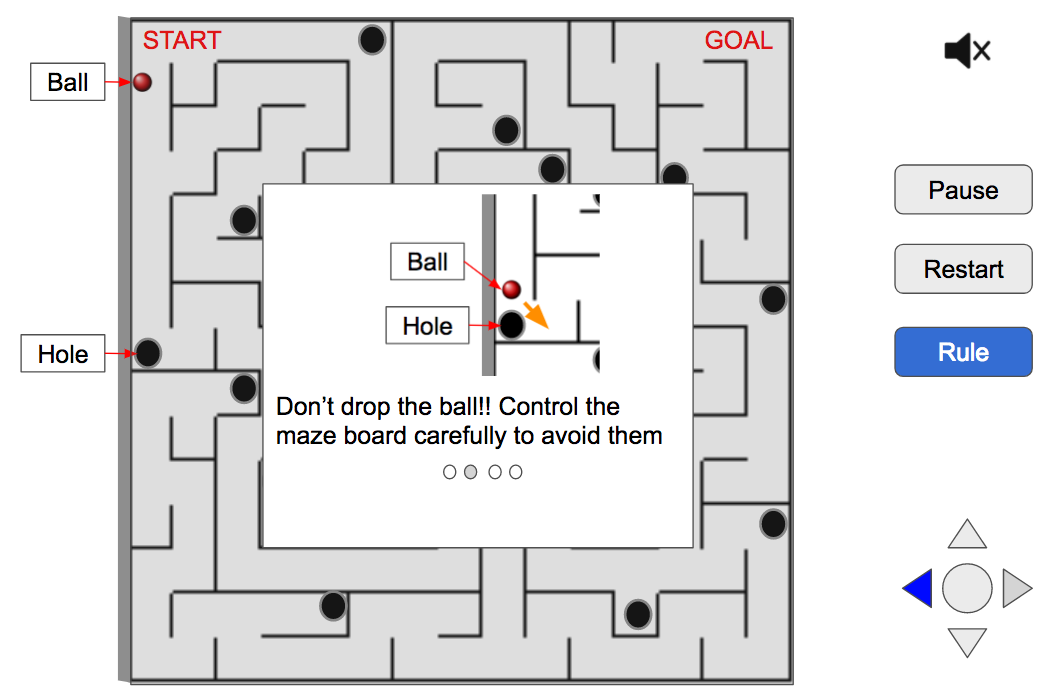 START
GOAL
Ball
Pause
Ball
Restart
Hole
Hole
Rule
Don’t drop the ball!! Control the
maze board carefully to avoid them